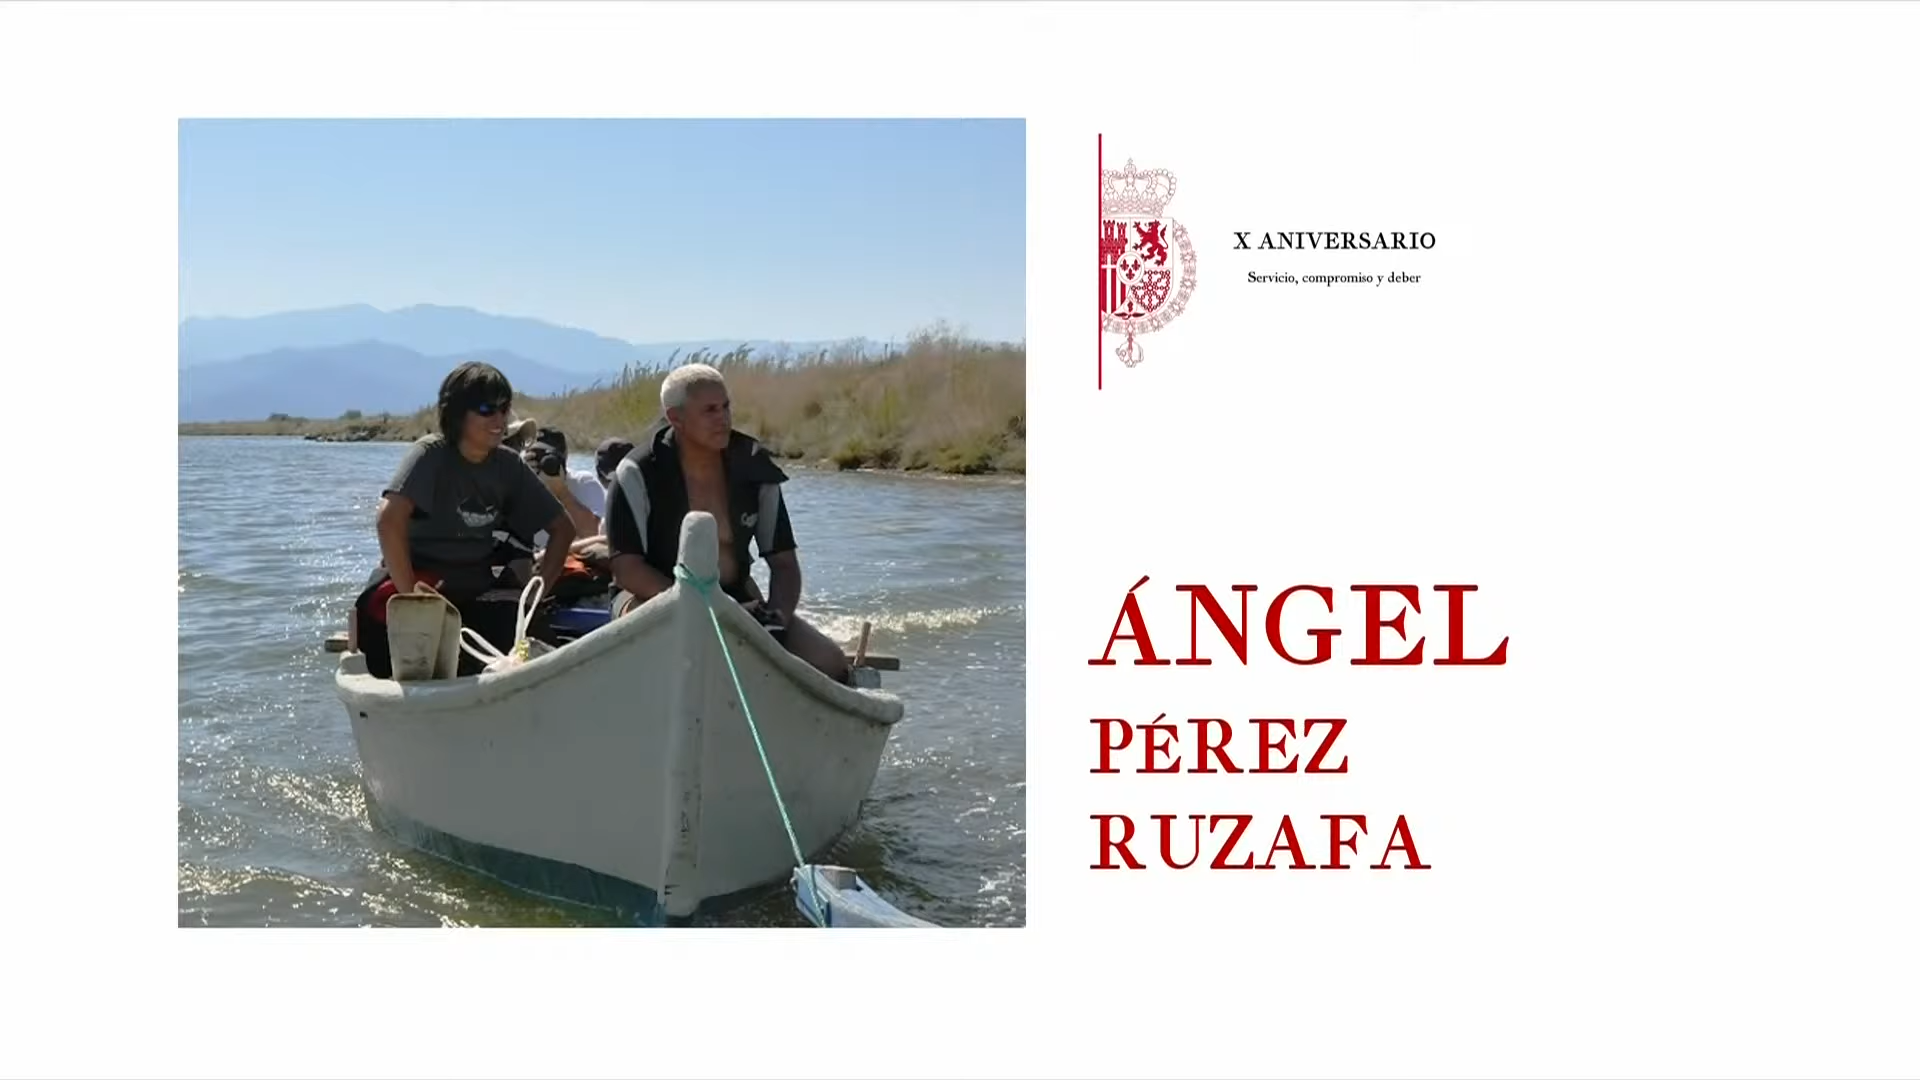 X ANIVERSARIO
Servicio, compromiso y deber
ÁNGEL
PÉREZ
RUZAFA